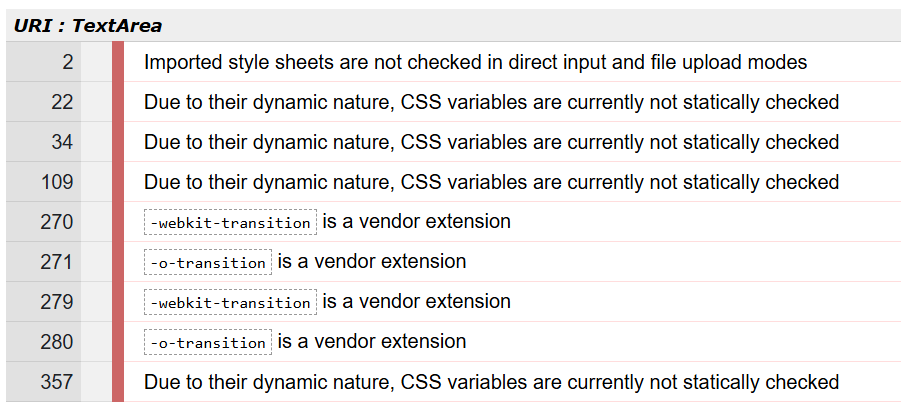 URI : TextArea
2 Imported style sheets are not checked in direct input and file upload modes
22 Due to their dynamic nature, CSS variables are currently not statically checked
34 Due to their dynamic nature, CSS variables are currently not statically checked
109 Due to their dynamic nature, CSS variables are currently not statically checked
270 -webkit-transition is a vendor extension
271 -o-transition is a vendor extension
279 -webkit-transition is a vendor extension
280 -o-transition is a vendor extension
357 Due to their dynamic nature, CSS variables are currently not statically checked